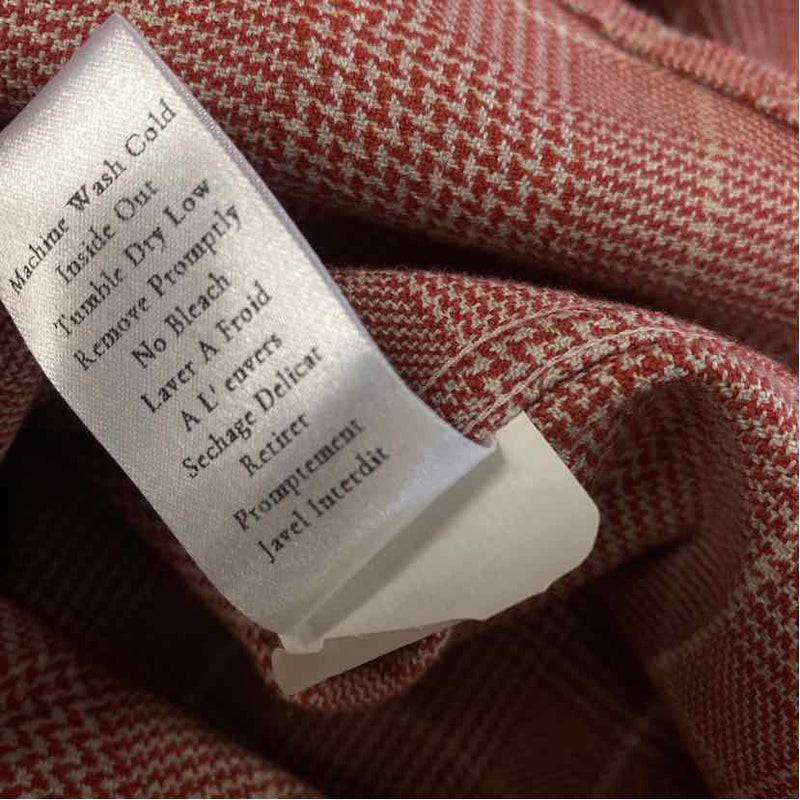 Machine Wash Cold
Inside Out
Tumble Dry Low
Remove Promptly
No Bleach
Laver A Froid
A L' envers
Sechage Delicat
Retirer
Promptement
Javel Interdit